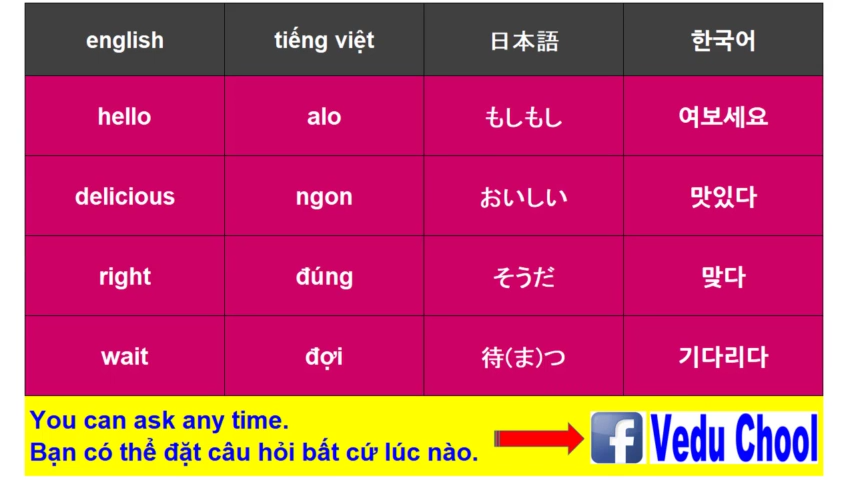 english tiếng việt 日本語 한국어
hello alo もしもし 여보세요
delicious ngon おいしい 맛있다
right đúng そうだ 맞다
wait đợi 待(ま)つ 기다리다
You can ask any time.
Bạn có thể đặt câu hỏi bất cứ lúc nào.
f Vedu Chool